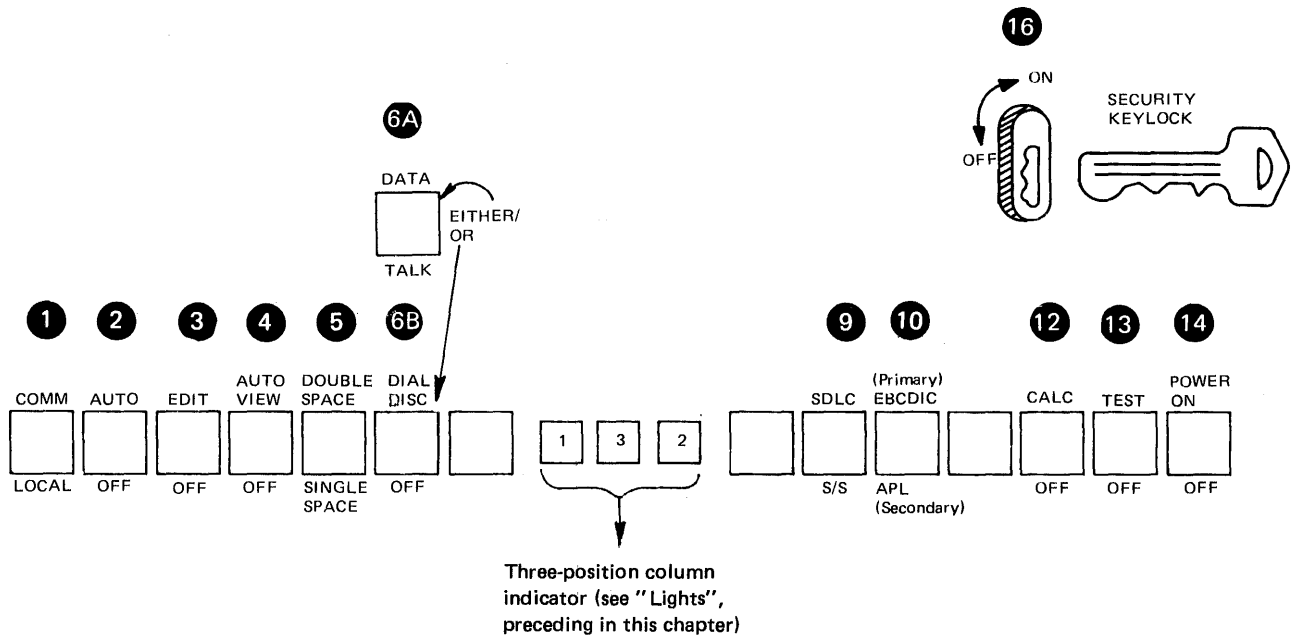 16
ON
SECURITY
KEYLOCK
OFF
6A
DATA
EITHER/
OR
TALK
1 2 3 4 5 6B 9 10 12 13 14
COMM AUTO EDIT AUTO VIEW DOUBLE SPACE DIAL DISC SDLC (Primary) EBCDIC CALC TEST POWER ON
1 3 2
LOCAL OFF OFF OFF SINGLE SPACE OFF S/S APL (Secondary) OFF OFF OFF
Three-position column
indicator (see "Lights",
preceding in this chapter)